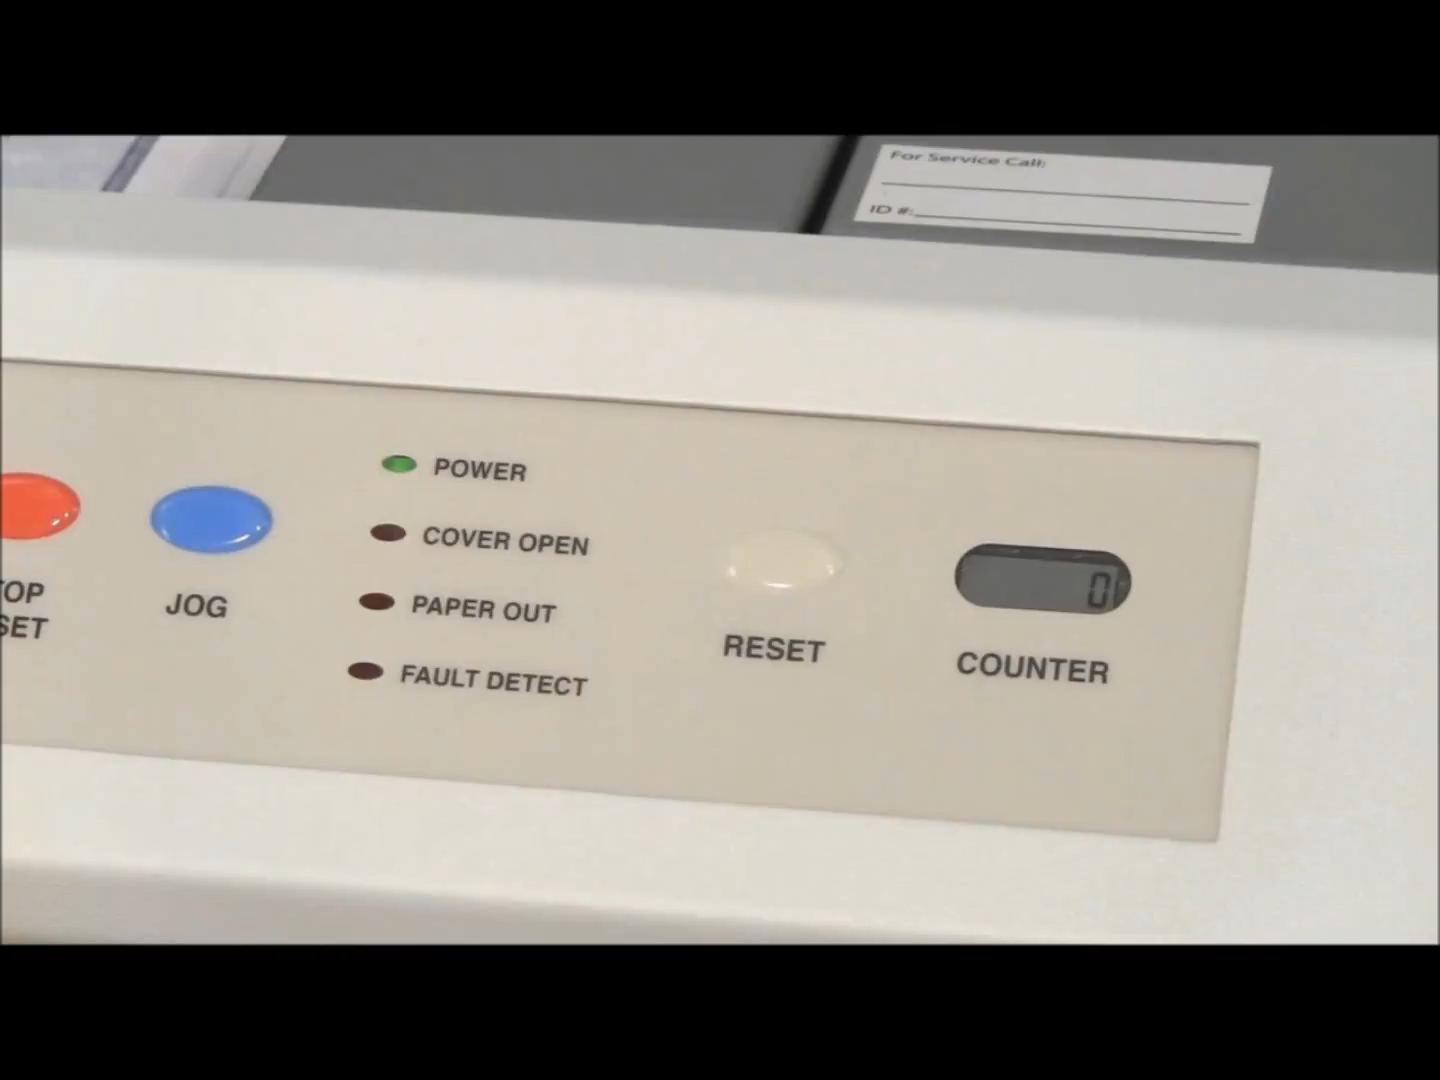 For Service Call:
ID #:
POWER
COVER OPEN
PAPER OUT
FAULT DETECT
JOG
RESET
0
COUNTER